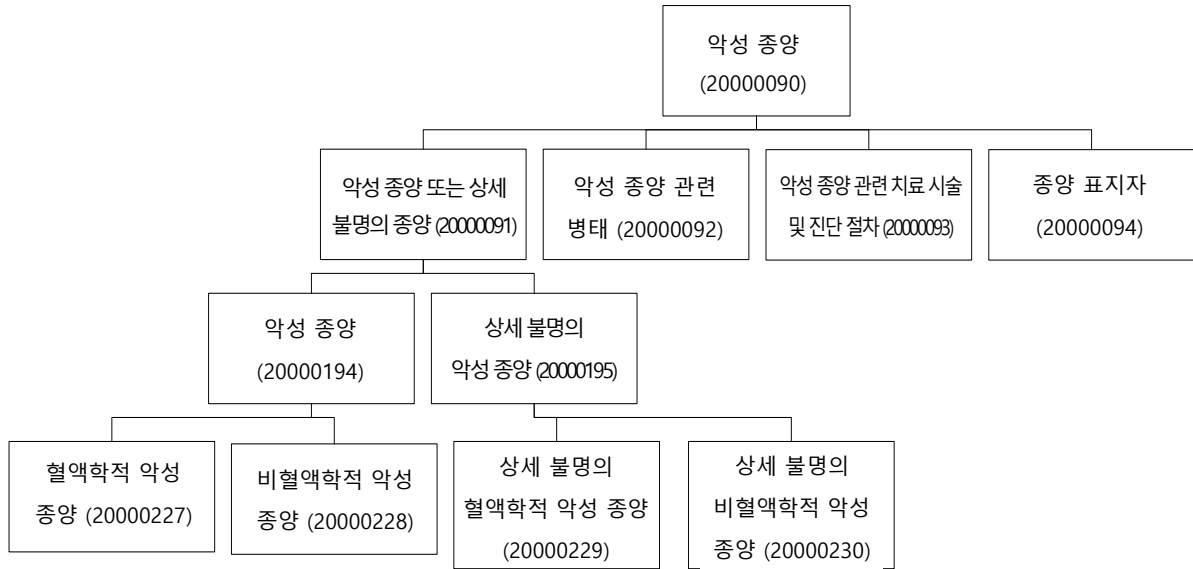 악성 종양
(20000090)
악성 종양 또는 상세
불명의 종양 (20000091)
악성 종양 관련
병태 (20000092)
악성 종양 관련 치료 시술
및 진단 절차 (20000093)
종양 표지자
(20000094)
악성 종양
(20000194)
상세 불명의
악성 종양 (20000195)
혈액학적 악성
종양 (20000227)
비혈액학적 악성
종양 (20000228)
상세 불명의
혈액학적 악성 종양
(20000229)
상세 불명의
비혈액학적 악성
종양 (20000230)